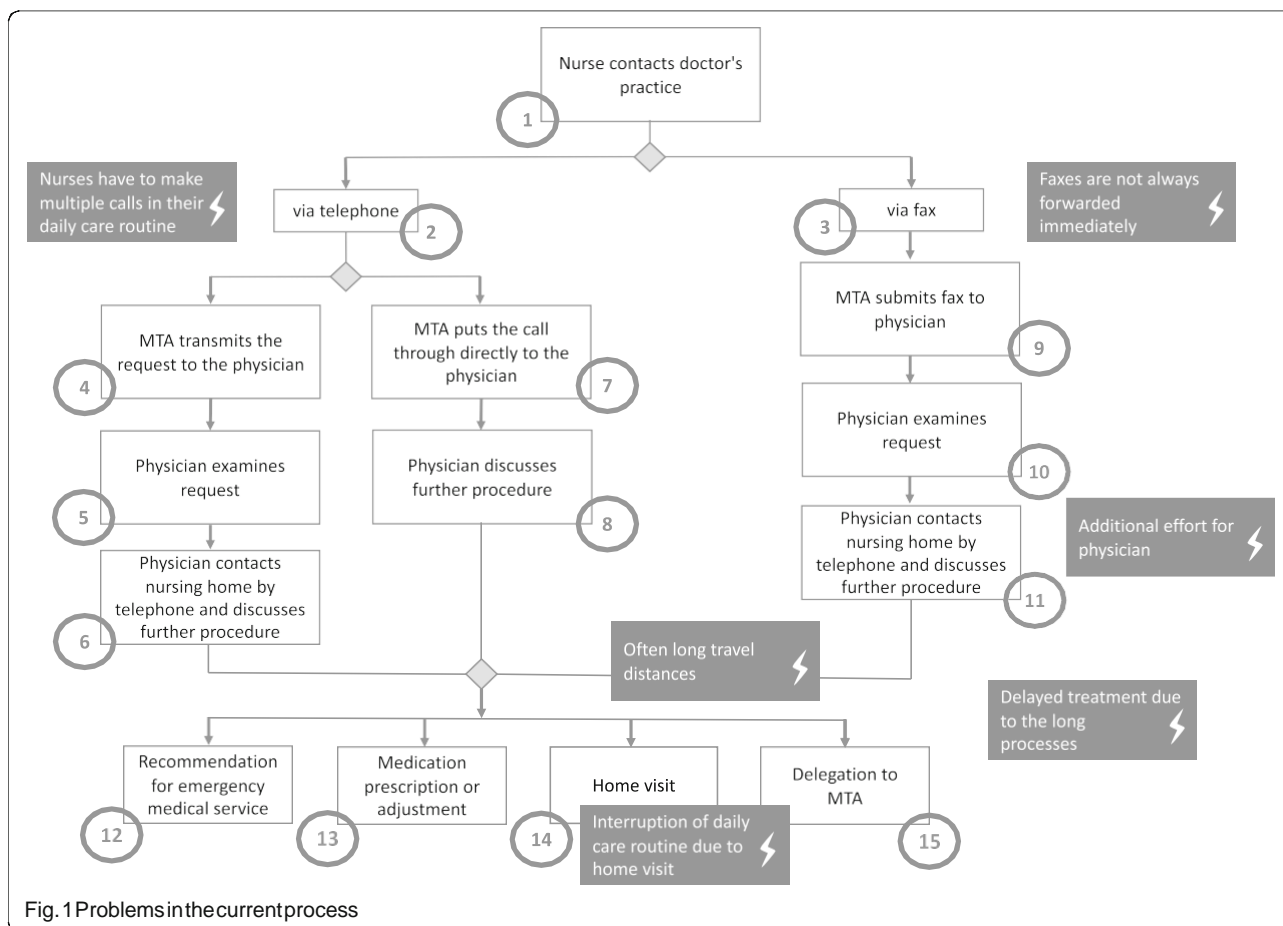 Nurse contacts doctor's
practice
1
Nurses have to make
multiple calls in their
daily care routine
via telephone
2
via fax
3
Faxes are not always
forwarded
immediately
MTA transmits the
request to the physician
4
MTA puts the call
through directly to the
physician
7
MTA submits fax to
physician
9
Physician examines
request
5
Physician discusses
further procedure
8
Physician examines
request
10
Physician contacts
nursing home by
telephone and discusses
further procedure
6
Physician contacts
nursing home by
telephone and discusses
further procedure
11
Additional effort for
physician
Often long travel
distances
Delayed treatment due
to the long
processes
Recommendation
for emergency
medical service
12
Medication
prescription or
adjustment
13
Home visit
14
Interruption of daily
care routine due to
home visit
Delegation to
MTA
15
Fig. 1 Problems in the current process